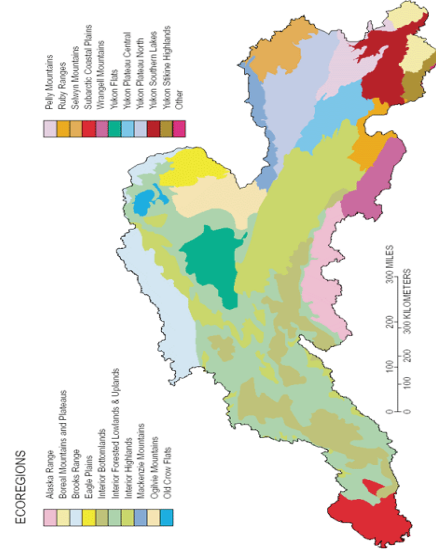 ECOREGIONS
Alaska Range
Boreal Mountains and Plateaus
Brooks Range
Eagle Plains
Interior Bottonlands
Interior Forested Lowlands & Uplands
Interior Highlands
Mackenzie Mountains
Ogilvie Mountains
Old Crow Flats
Pelly Mountains
Ruby Ranges
Selwyn Mountains
Subarctic Coastal Plains
Wrangell Mountains
Yukon Flats
Yukon Plateau Central
Yukon Plateau North
Yukon Southern Lakes
Yukon Stikine Highlands
Other
0 100 200 300 MILES
0 100 200 300 KILOMETERS